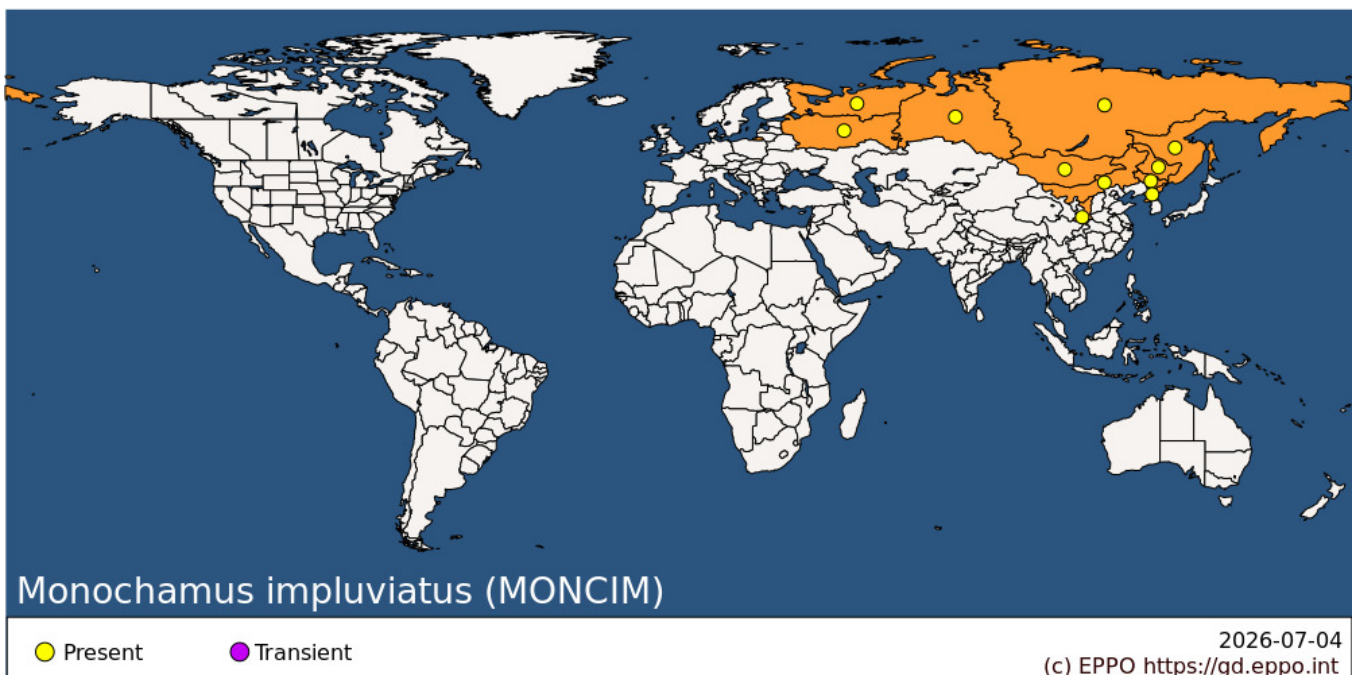 Monochamus impluviatus (MONCIM)
Present
Transient
2026-07-04
(c) EPPO https://gd.eppo.int